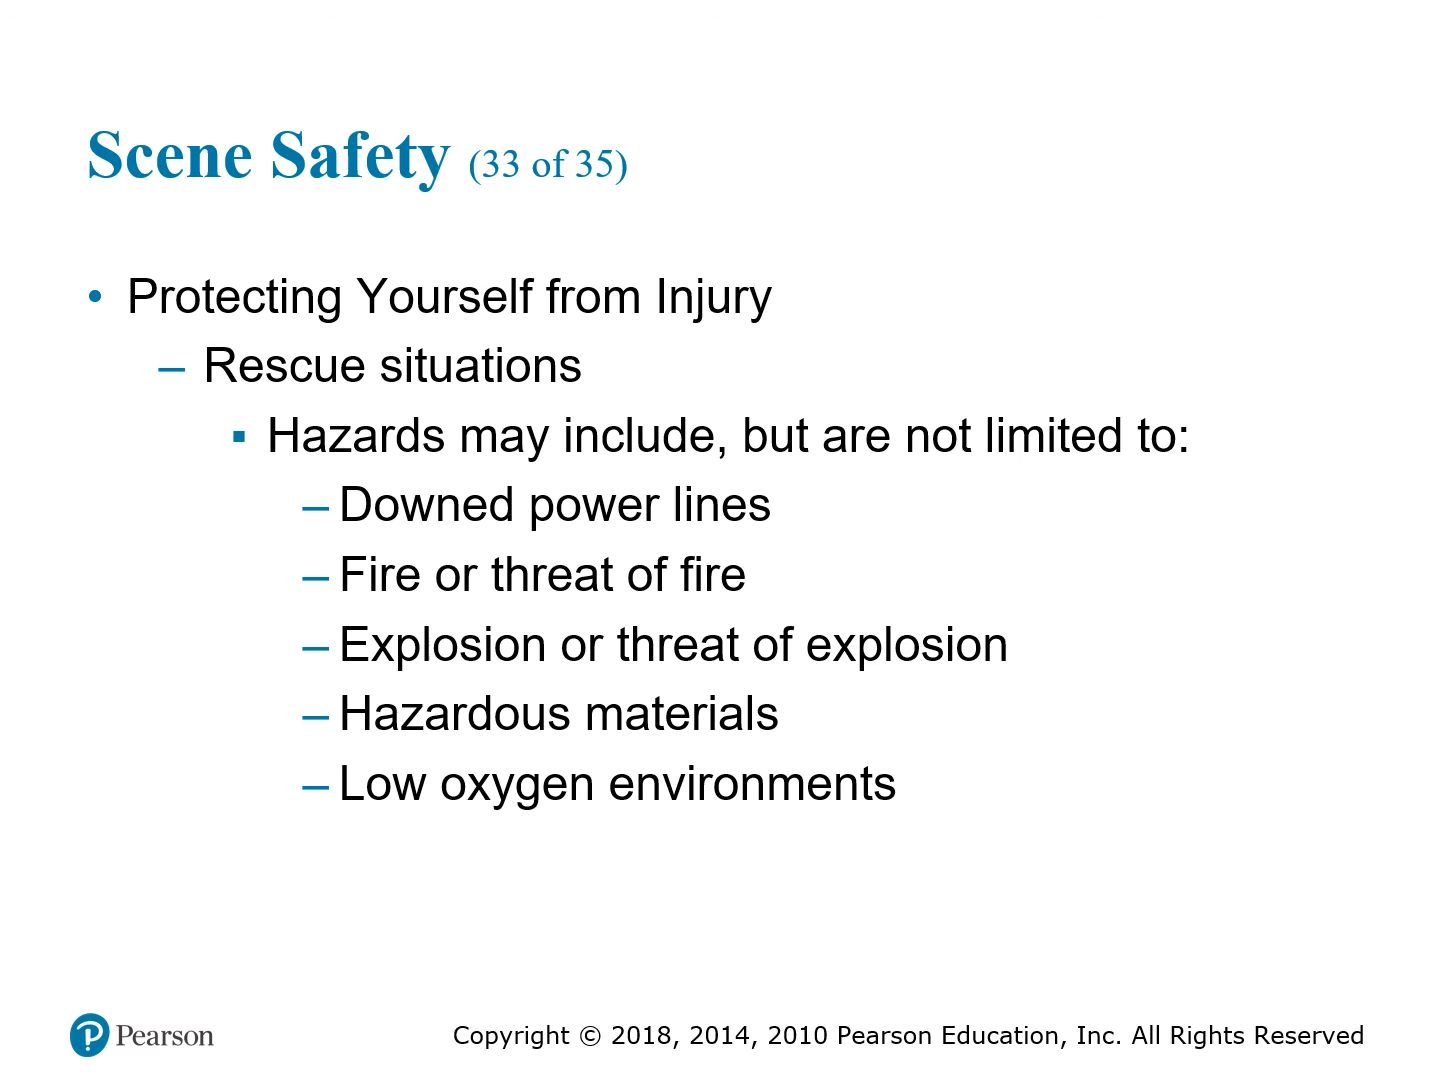 Scene Safety (33 of 35)
• Protecting Yourself from Injury
– Rescue situations
▪ Hazards may include, but are not limited to:
– Downed power lines
– Fire or threat of fire
– Explosion or threat of explosion
– Hazardous materials
– Low oxygen environments
Pearson
Copyright © 2018, 2014, 2010 Pearson Education, Inc. All Rights Reserved